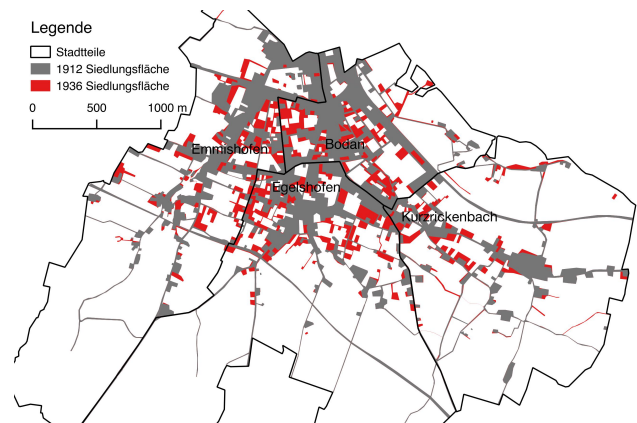 Legende
Stadtteile
1912 Siedlungsfläche
1936 Siedlungsfläche
0 500 1000 m
Emmishofen
Bodan
Egelshofen
Kurzrickenbach